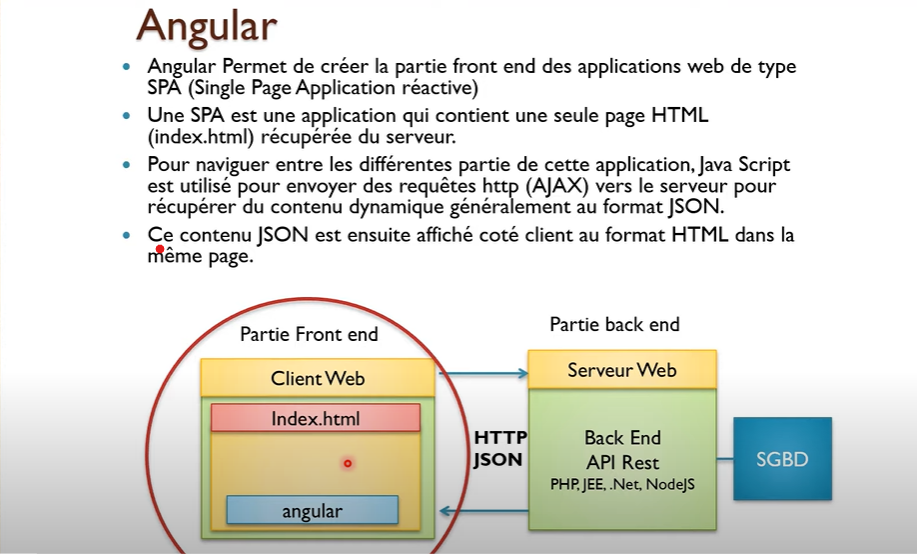 Angular
Angular Permet de créer la partie front end des applications web de type
SPA (Single Page Application réactive)
Une SPA est une application qui contient une seule page HTML
(index.html) récupérée du serveur.
Pour naviguer entre les différentes partie de cette application, Java Script
est utilisé pour envoyer des requêtes http (AJAX) vers le serveur pour
récupérer du contenu dynamique généralement au format JSON.
Ce contenu JSON est ensuite affiché coté client au format HTML dans la
même page.
Partie Front end
Client Web
Index.html
angular
HTTP
JSON
Partie back end
Serveur Web
Back End
API Rest
PHP, JEE, .Net, NodeJS
SGBD